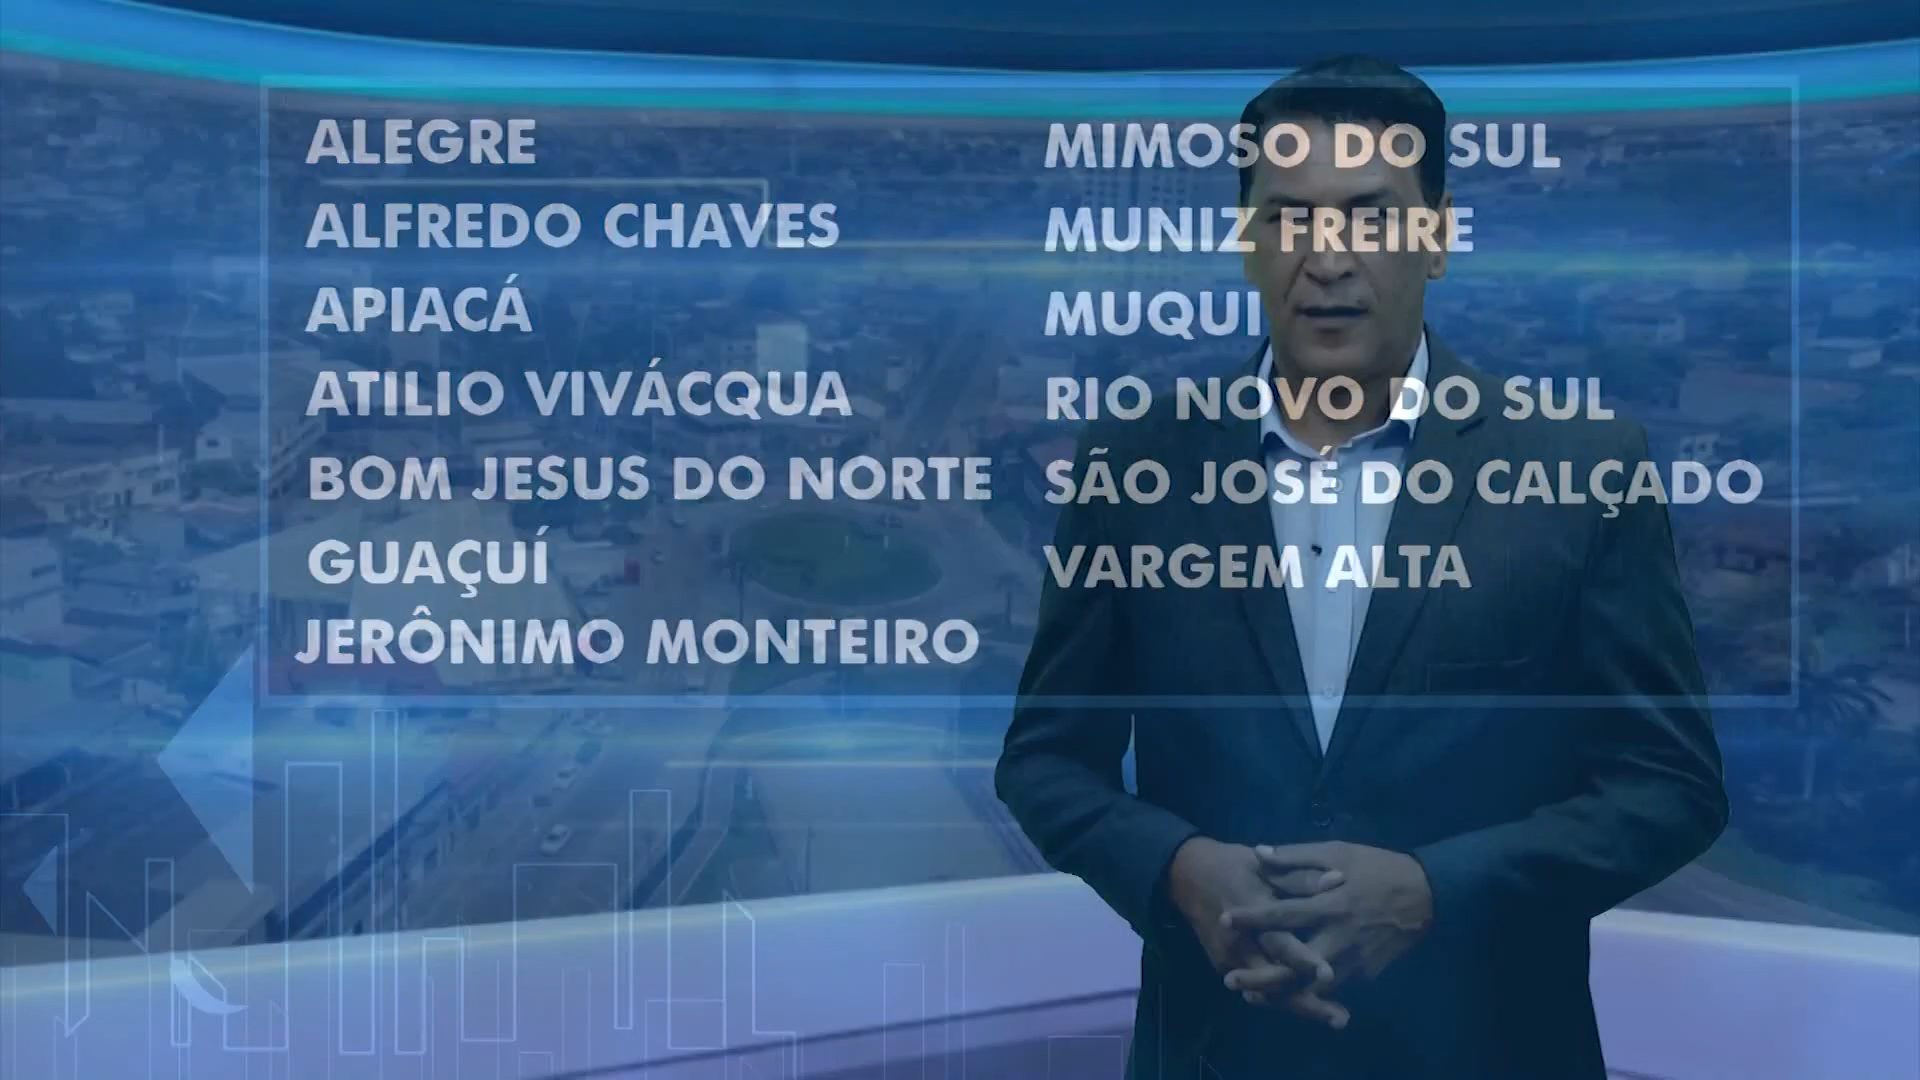 ALEGRE
ALFREDO CHAVES
APIACÁ
ATILIO VIVÁCQUA
BOM JESUS DO NORTE
GUAÇUÍ
JERÔNIMO MONTEIRO
MIMOSO DO SUL
MUNIZ FREIRE
MUQUI
RIO NOVO DO SUL
SÃO JOSÉ DO CALÇADO
VARGEM ALTA